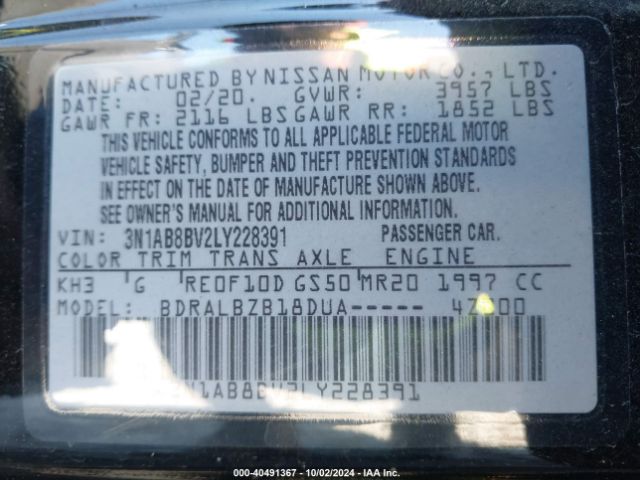 MANUFACTURED BY NISSAN MOTOR CO., LTD.
DATE: 02/20. GVWR: 3957 LBS
GAWR FR: 2116 LBS GAWR RR: 1852 LBS
THIS VEHICLE CONFORMS TO ALL APPLICABLE FEDERAL MOTOR
VEHICLE SAFETY, BUMPER AND THEFT PREVENTION STANDARDS
IN EFFECT ON THE DATE OF MANUFACTURE SHOWN ABOVE.
SEE OWNER'S MANUAL FOR ADDITIONAL INFORMATION.
VIN: 3N1AB8BV2LY228391 PASSENGER CAR.
COLOR TRIM TRANS AXLE ENGINE
KH3 G RE0F10D GS50 MR20 1997 CC
MODEL: BDRALBZB18DUA-----
000-40491367 - 10/02/2024 - IAA Inc.